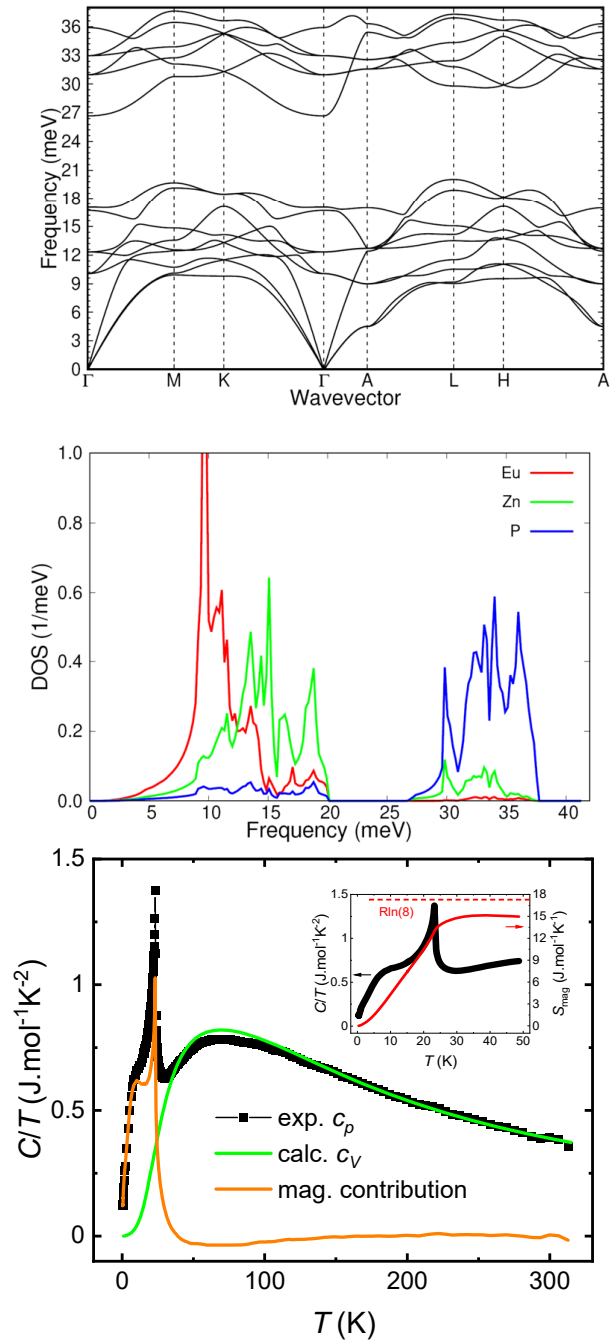 36
33
30
27
24
21
18
15
12
9
6
3
0
Frequency (meV)
Γ M K Γ A L H A
Wavevector
1.0
0.8
0.6
0.4
0.2
0.0
DOS (1/meV)
Eu
Zn
P
0 5 10 15 20 25 30 35 40
Frequency (meV)
1.5
1
0.5
0
C/T (J.mol⁻¹K⁻²)
exp. cₚ
calc. c_V
mag. contribution
0 100 200 300
T (K)
1.5
1
0.5
0
C/T (J.mol⁻¹K⁻²)
Rln(8)
18
15
12
9
6
3
0
S_mag (J.mol⁻¹K⁻¹)
0 10 20 30 40 50
T (K)